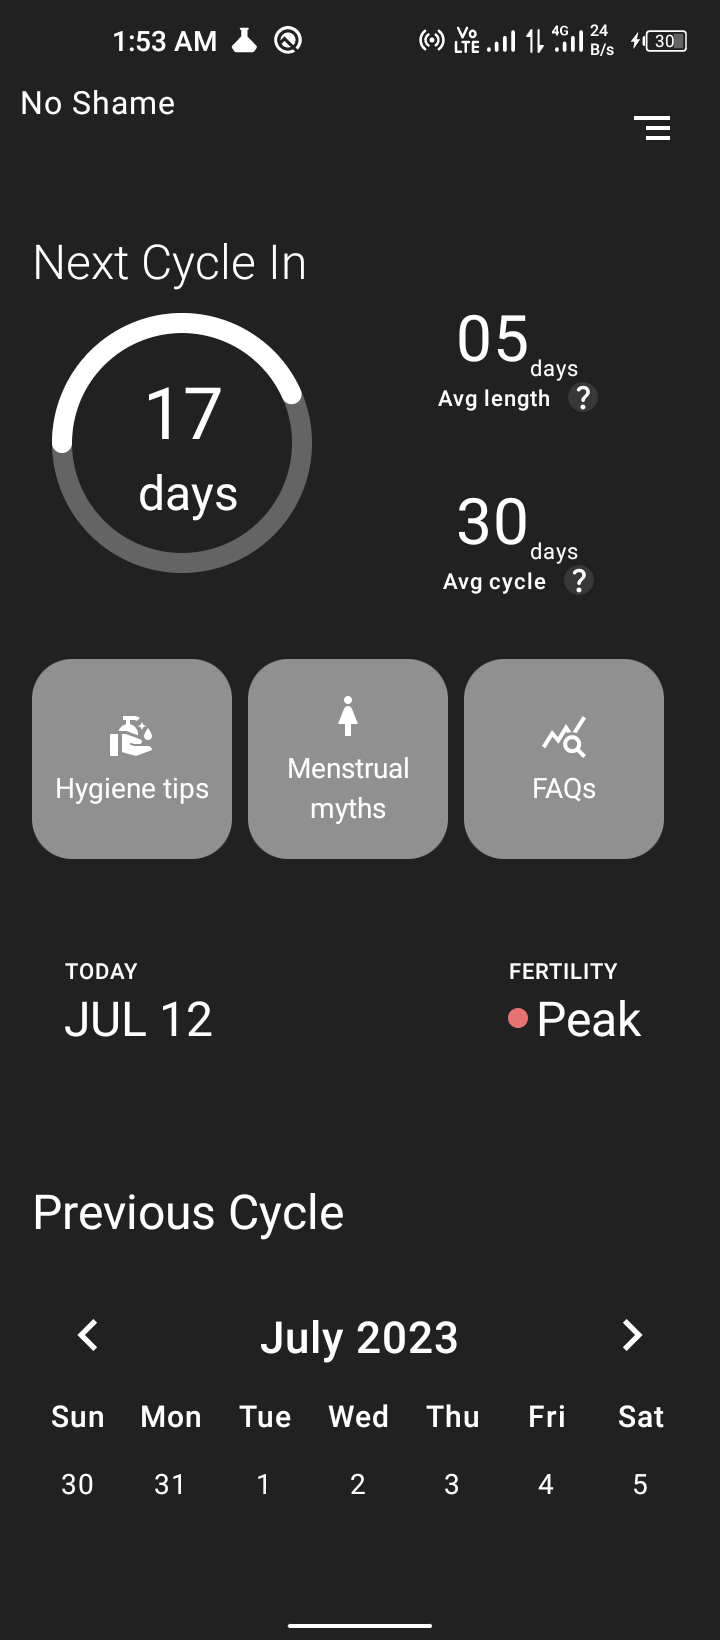 1:53 AM Vo LTE 4G 24 B/s 30
No Shame
Next Cycle In
17
days
05 days
Avg length ?
30 days
Avg cycle ?
Hygiene tips
Menstrual
myths
FAQs
TODAY
JUL 12
FERTILITY
Peak
Previous Cycle
July 2023
Sun Mon Tue Wed Thu Fri Sat
30 31 1 2 3 4 5